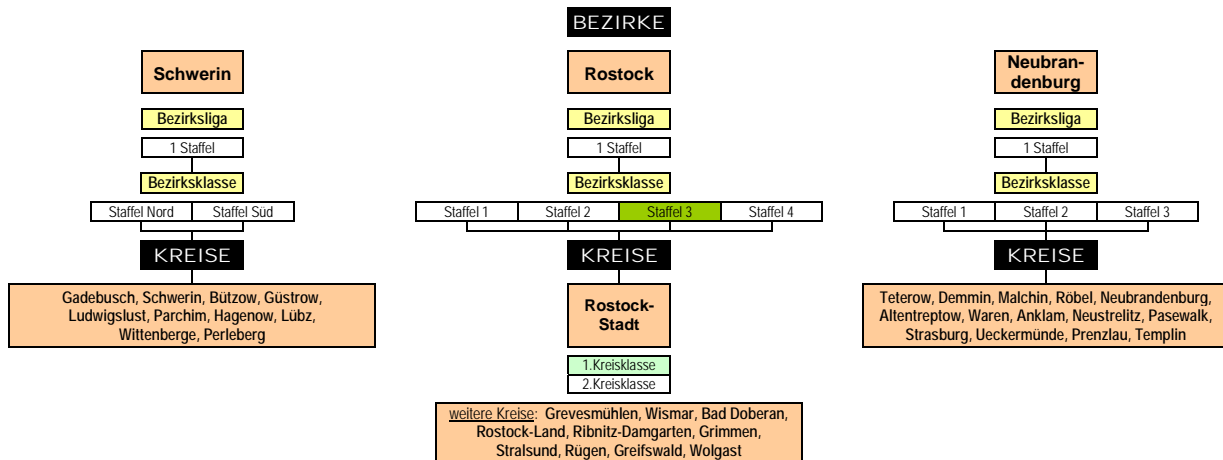 BEZIRKE
Schwerin
Bezirksliga
1 Staffel
Bezirksklasse
Staffel Nord
Staffel Süd
KREISE
Gadebusch, Schwerin, Bützow, Güstrow,
Ludwigslust, Parchim, Hagenow, Lübz,
Wittenberge, Perleberg
Rostock
Bezirksliga
1 Staffel
Bezirksklasse
Staffel 1
Staffel 2
Staffel 3
Staffel 4
KREISE
Rostock-
Stadt
1.Kreisklasse
2.Kreisklasse
weitere Kreise: Grevesmühlen, Wismar, Bad Doberan,
Rostock-Land, Ribnitz-Damgarten, Grimmen,
Stralsund, Rügen, Greifswald, Wolgast
Neubran-
denburg
Bezirksliga
1 Staffel
Bezirksklasse
Staffel 1
Staffel 2
Staffel 3
KREISE
Teterow, Demmin, Malchin, Röbel, Neubrandenburg,
Altentreptow, Waren, Anklam, Neustrelitz, Pasewalk,
Strasburg, Ueckermünde, Prenzlau, Templin